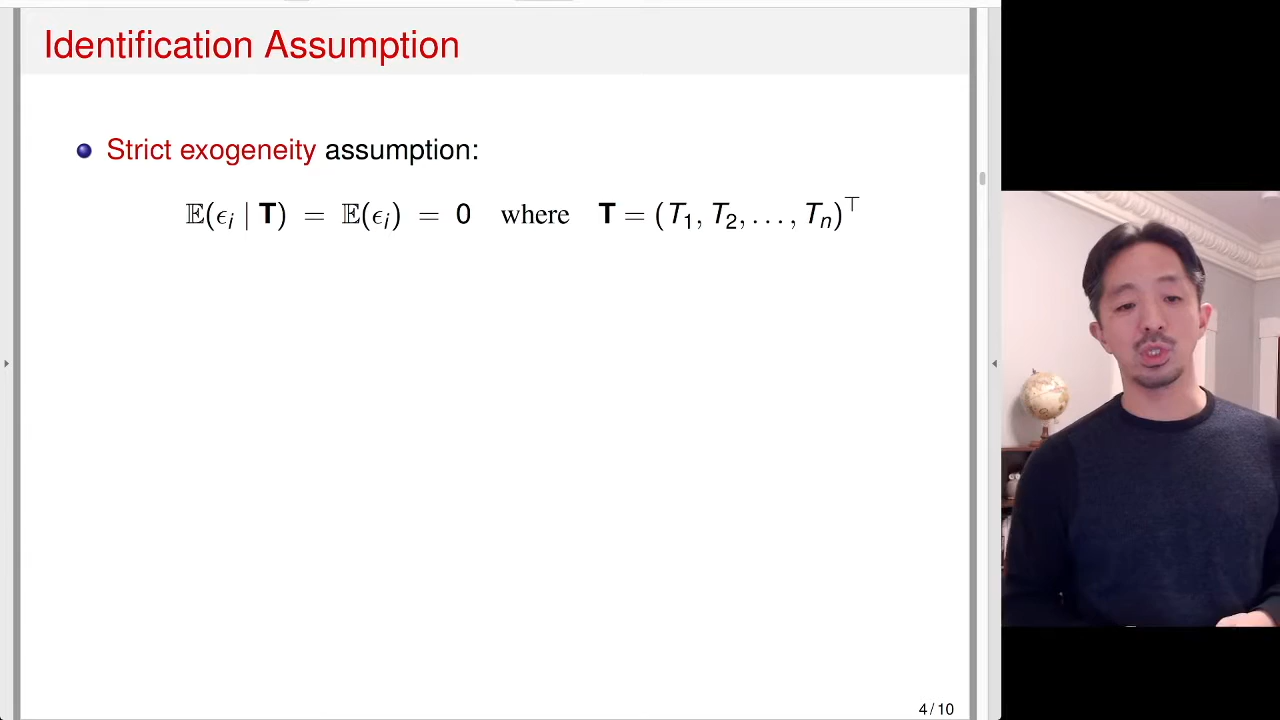 Identification Assumption
Strict exogeneity assumption:
𝔼(ϵᵢ | T) = 𝔼(ϵᵢ) = 0 where T = (T₁, T₂, . . . , Tₙ)⊤
4 / 10